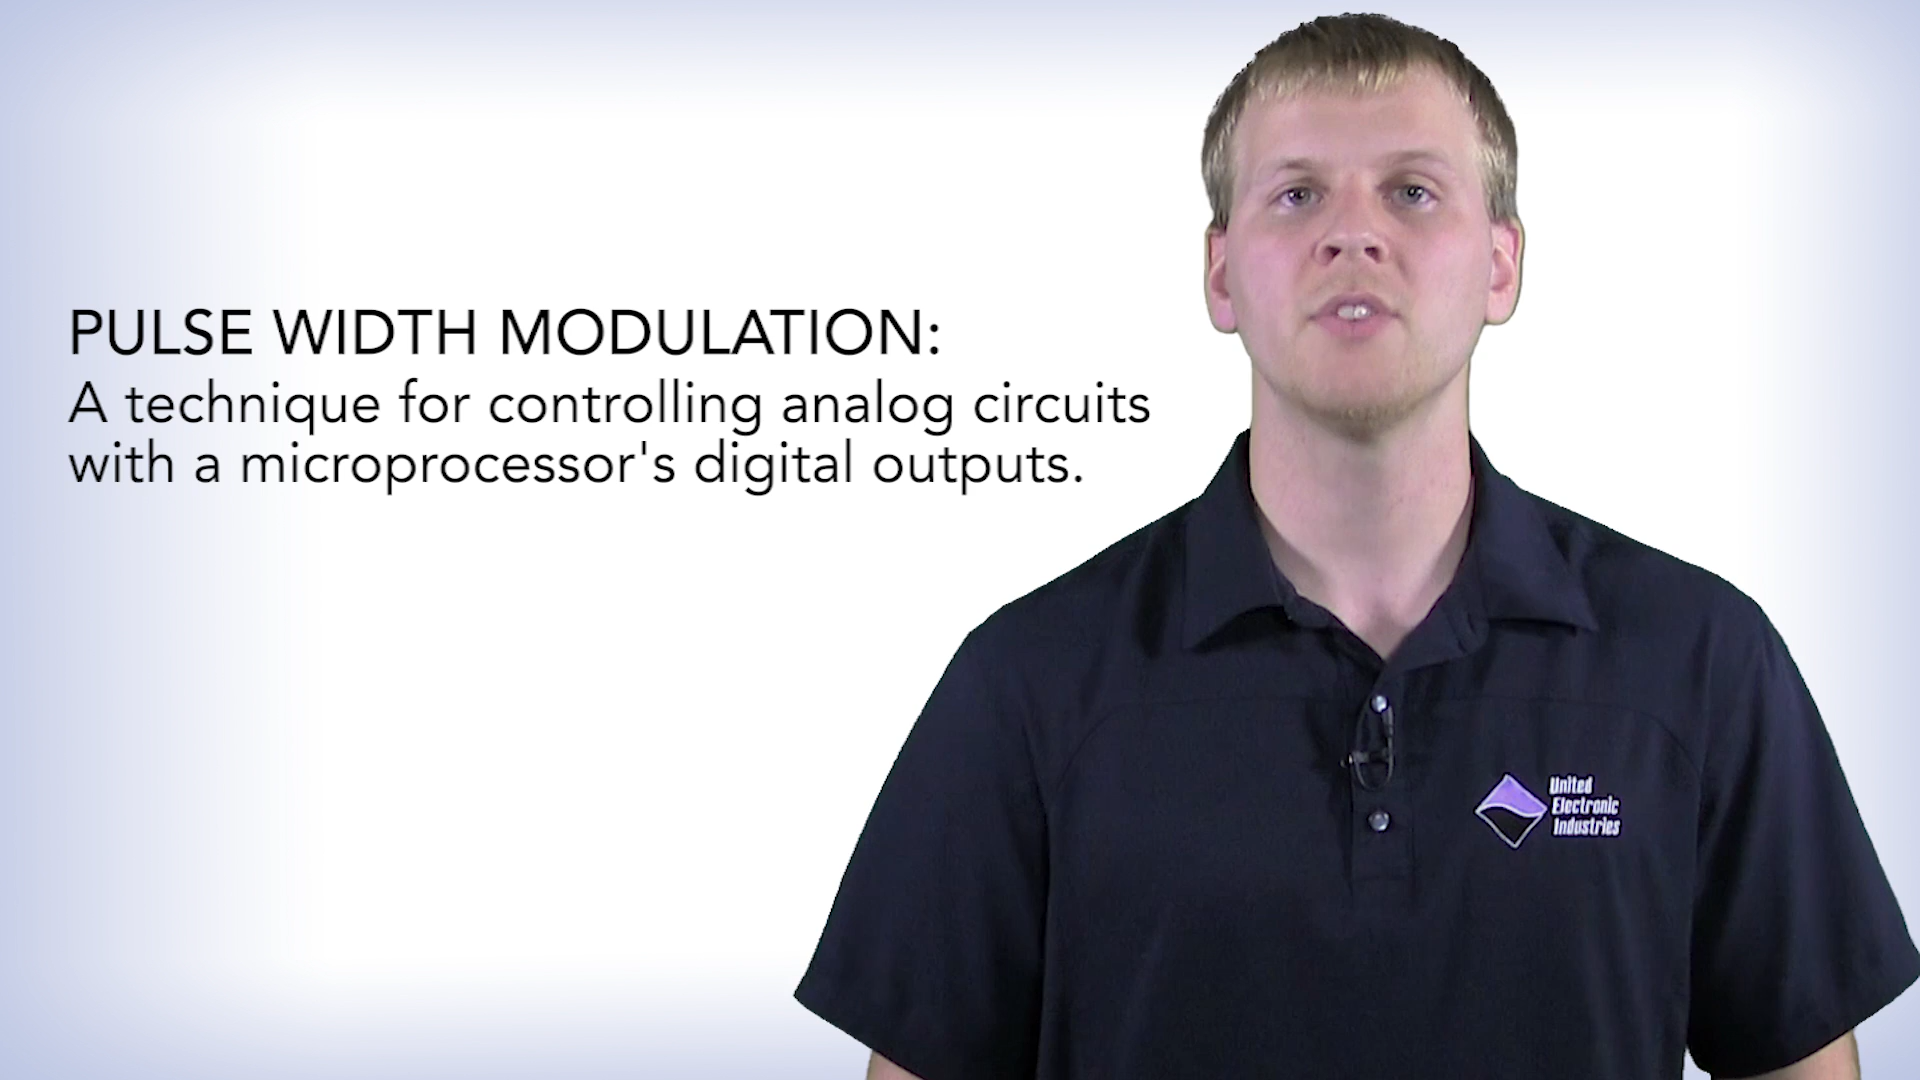 PULSE WIDTH MODULATION:
A technique for controlling analog circuits
with a microprocessor's digital outputs.
United
Electronic
Industries